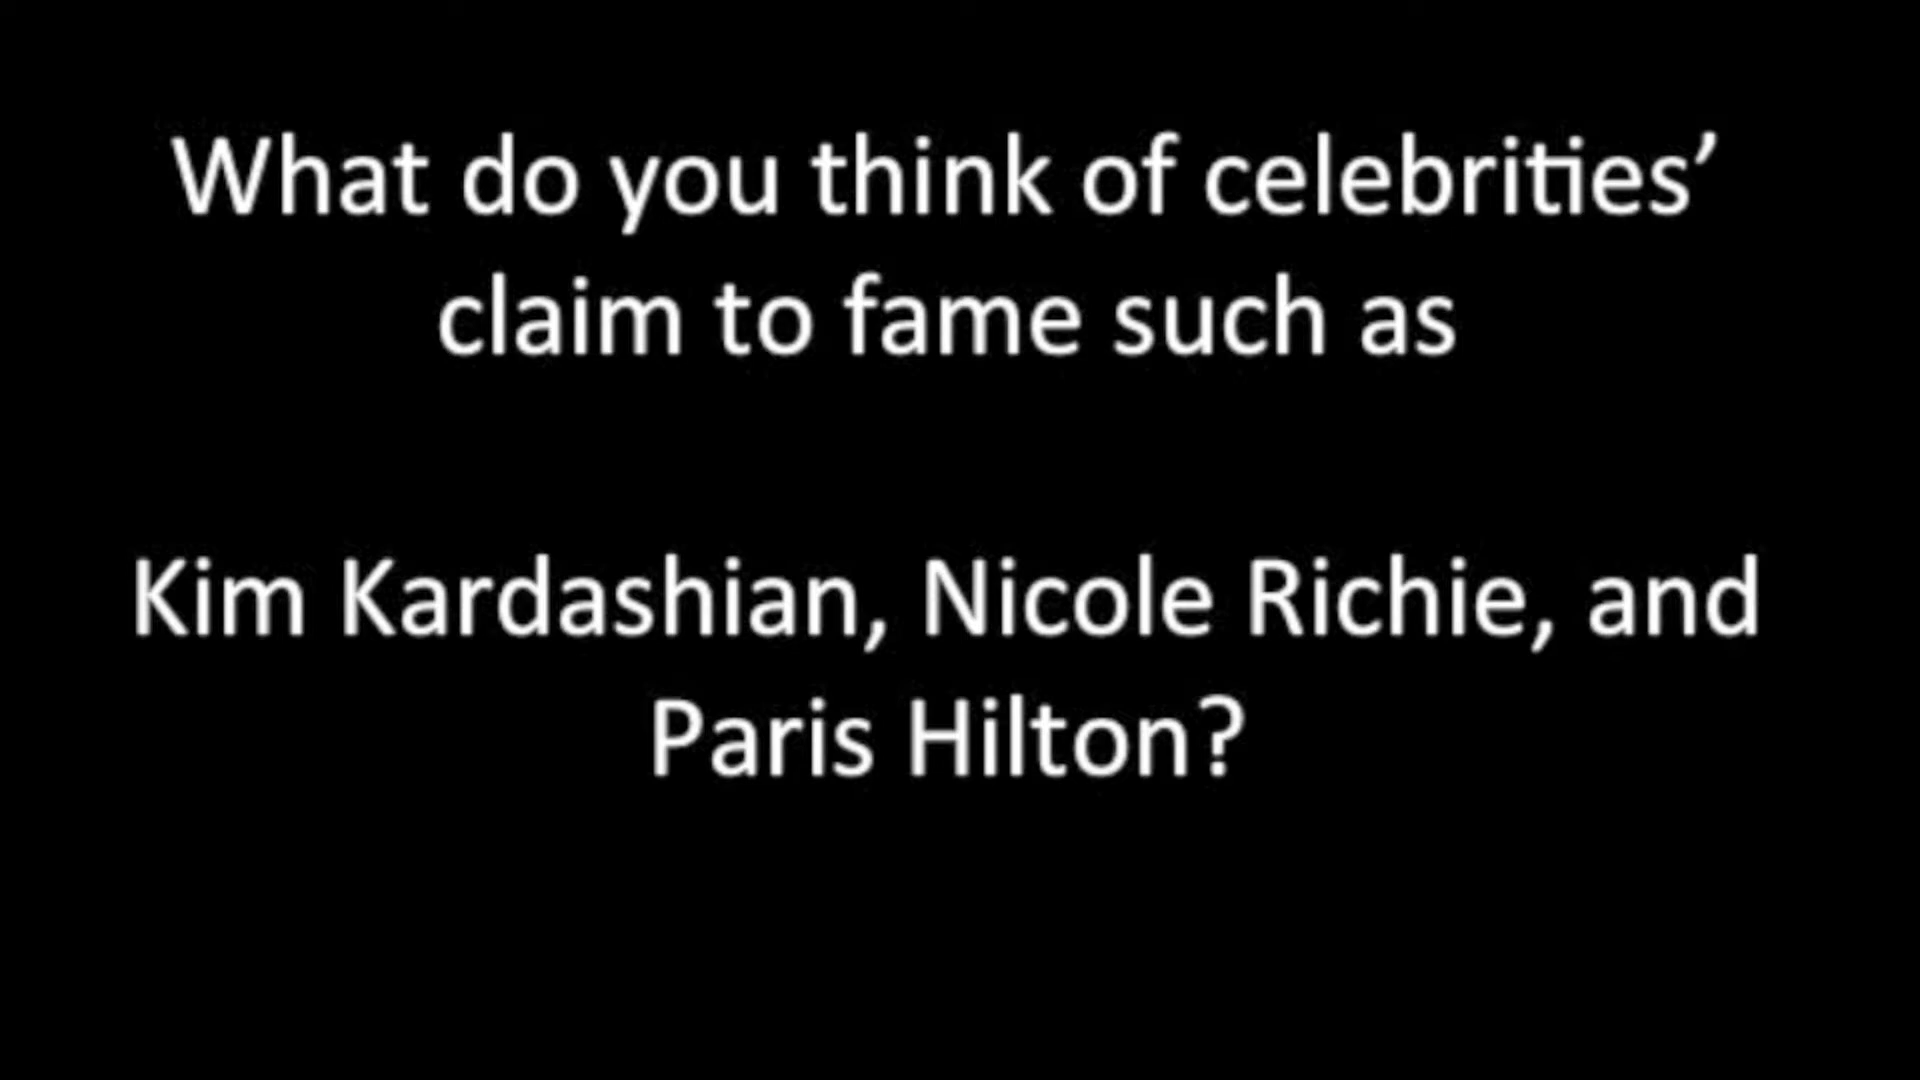 What do you think of celebrities’
claim to fame such as
Kim Kardashian, Nicole Richie, and
Paris Hilton?